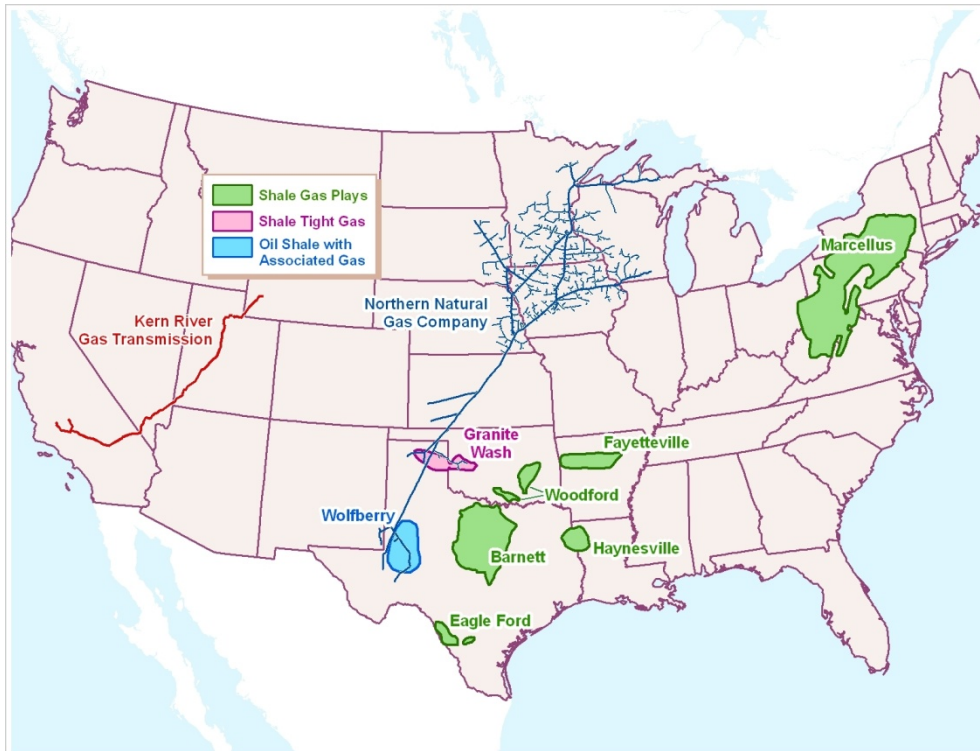 Shale Gas Plays
Shale Tight Gas
Oil Shale with
Associated Gas
Marcellus
Northern Natural
Gas Company
Kern River
Gas Transmission
Granite
Wash
Fayetteville
Woodford
Wolfberry
Barnett
Haynesville
Eagle Ford